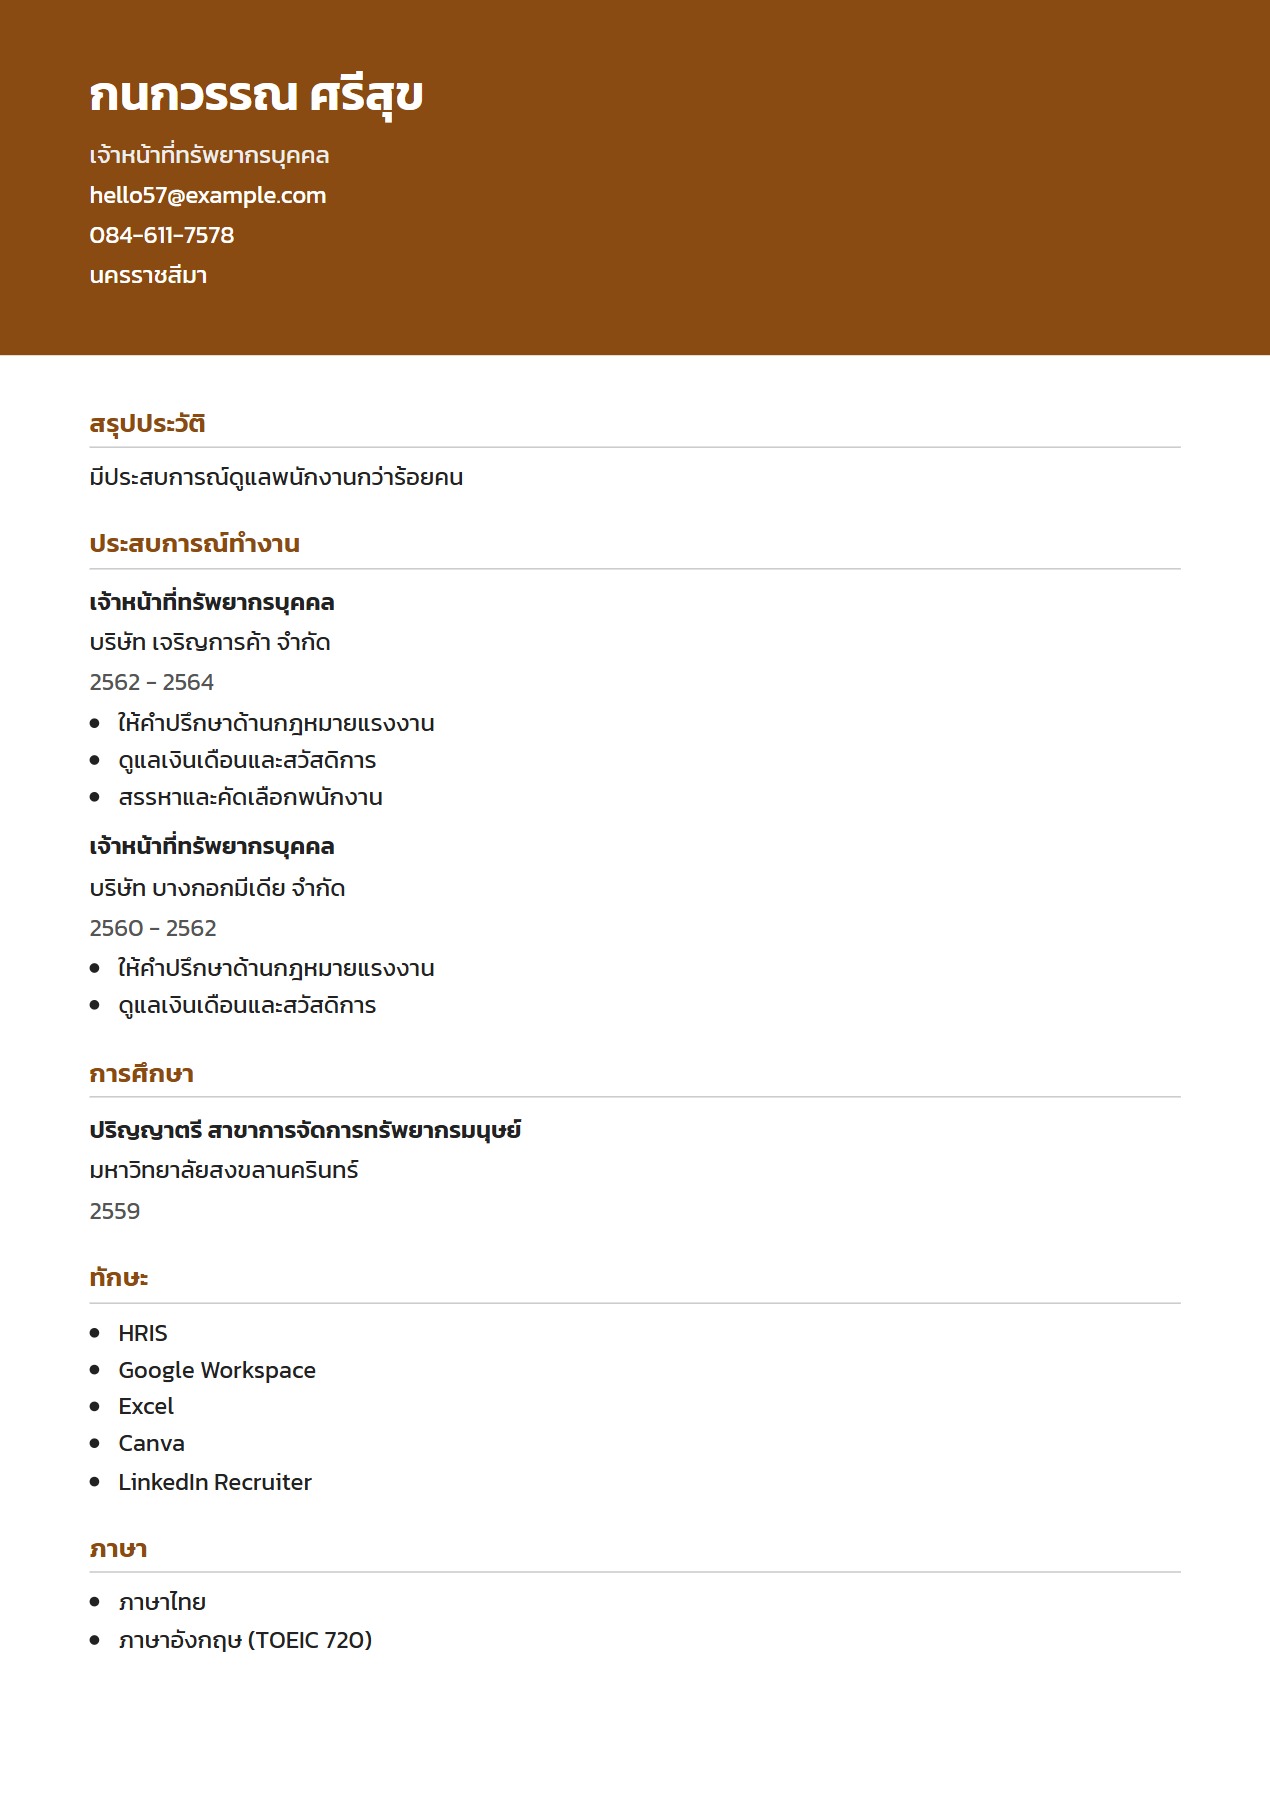 กนกวรรณ ศรีสุข
เจ้าหน้าที่ทรัพยากรบุคคล
hello57@example.com
084-611-7578
นครราชสีมา
สรุปประวัติ
มีประสบการณ์ดูแลพนักงานกว่าร้อยคน
ประสบการณ์ทำงาน
เจ้าหน้าที่ทรัพยากรบุคคล
บริษัท เจริญการค้า จำกัด
2562 - 2564
• ให้คำปรึกษาด้านกฎหมายแรงงาน
• ดูแลเงินเดือนและสวัสดิการ
• สรรหาและคัดเลือกพนักงาน
เจ้าหน้าที่ทรัพยากรบุคคล
บริษัท บางกอกมีเดีย จำกัด
2560 - 2562
• ให้คำปรึกษาด้านกฎหมายแรงงาน
• ดูแลเงินเดือนและสวัสดิการ
การศึกษา
ปริญญาตรี สาขาการจัดการทรัพยากรมนุษย์
มหาวิทยาลัยสงขลานครินทร์
2559
ทักษะ
• HRIS
• Google Workspace
• Excel
• Canva
• LinkedIn Recruiter
ภาษา
• ภาษาไทย
• ภาษาอังกฤษ (TOEIC 720)